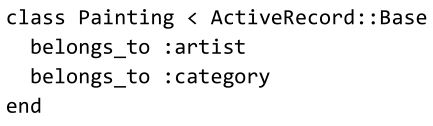 class Painting < ActiveRecord::Base
  belongs_to :artist
  belongs_to :category
end